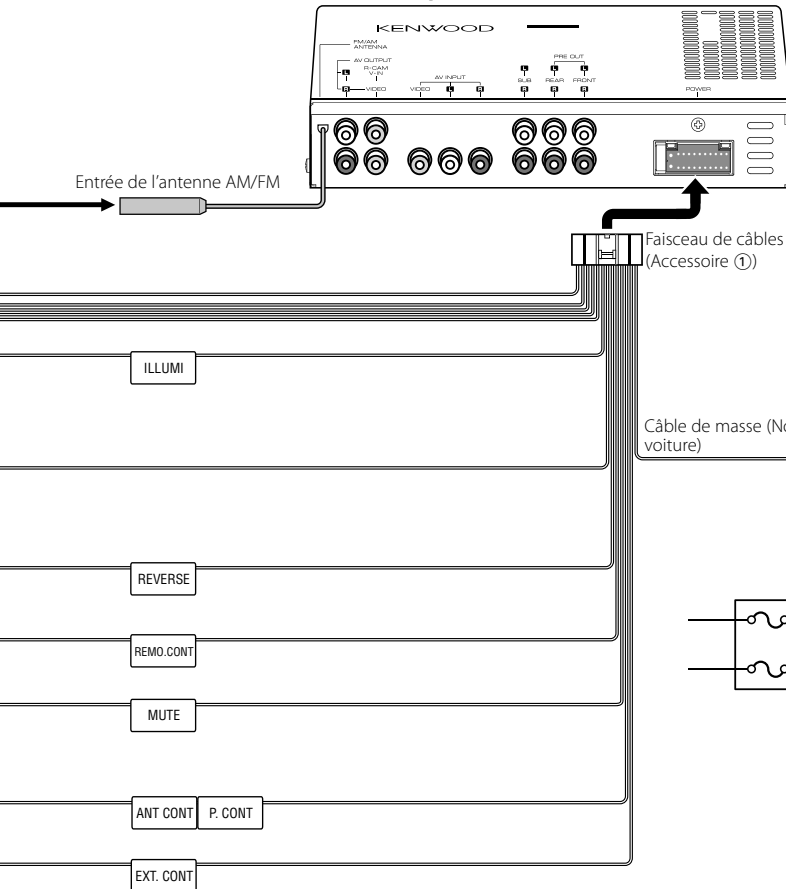 KENWOOD
FM/AM
ANTENNA
AV OUTPUT
R-CAM
V-IN
L
R
VIDEO
AV INPUT
VIDEO
L
R
PRE OUT
L
L
L
SUB
REAR
FRONT
R
R
R
POWER
Entrée de l'antenne AM/FM
Faisceau de câbles
(Accessoire ①)
ILLUMI
Câble de masse (No
voiture)
REVERSE
REMO.CONT
MUTE
ANT CONT
P. CONT
EXT. CONT